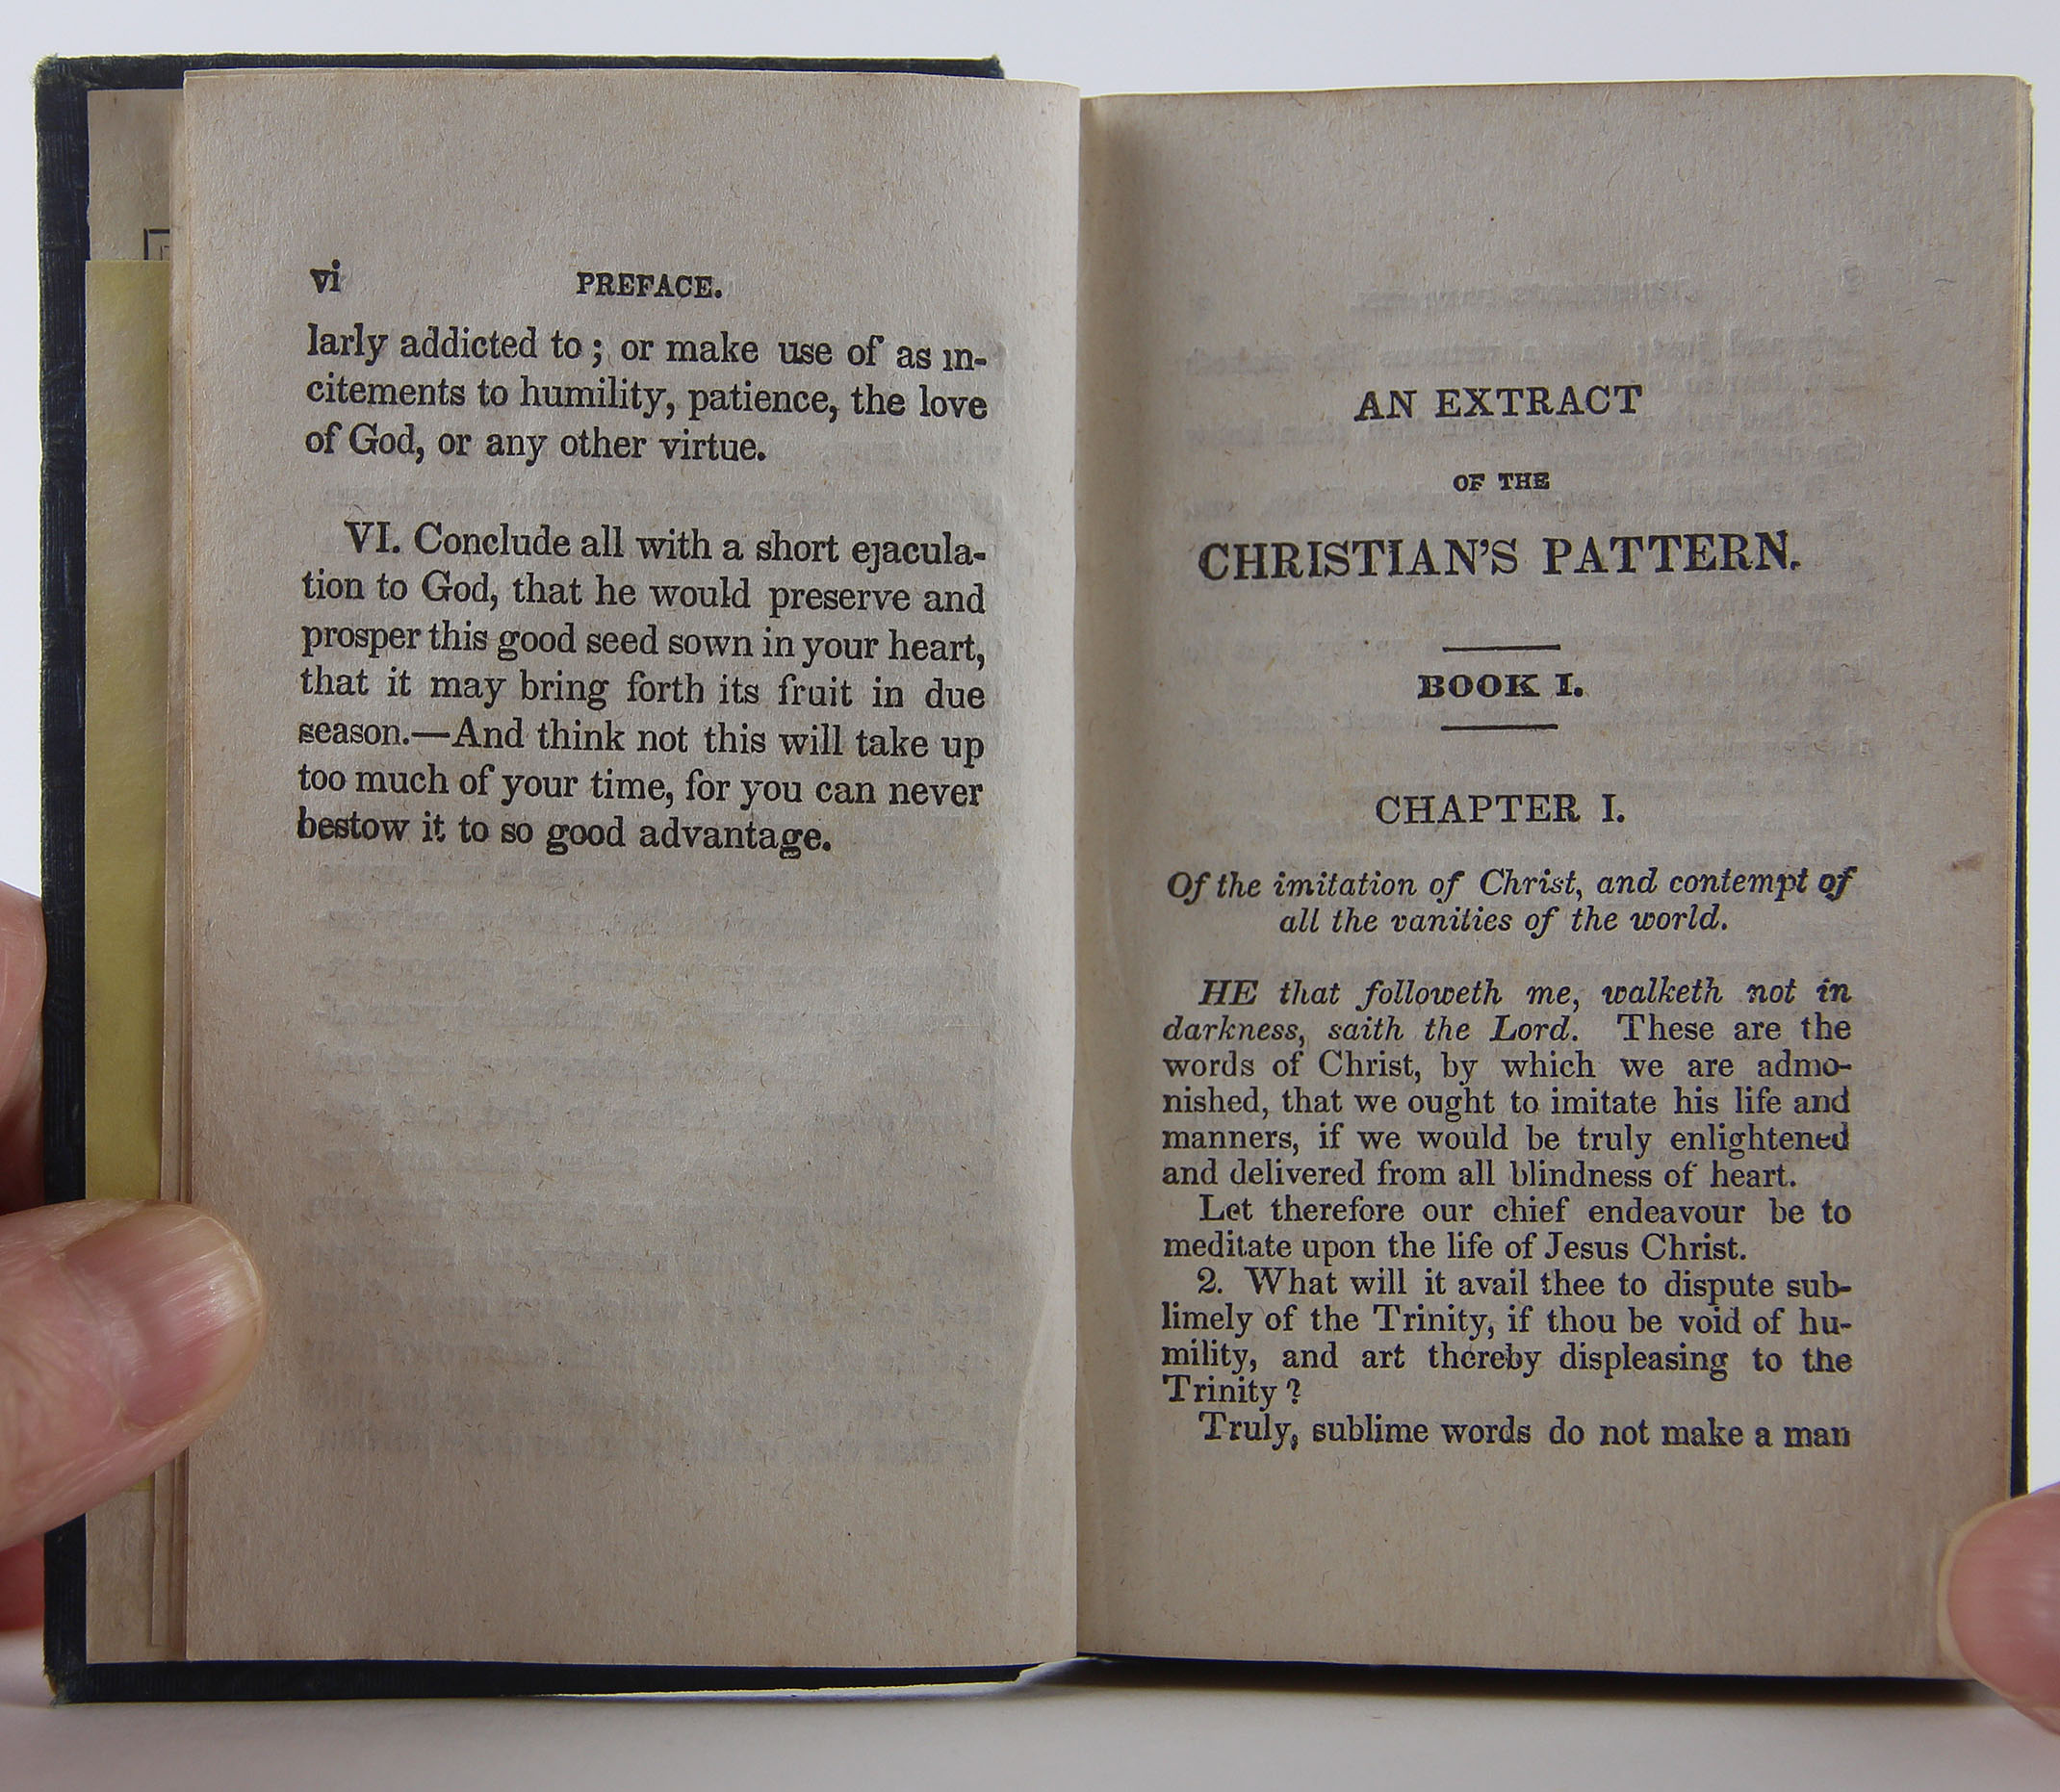 vi PREFACE.
larly addicted to; or make use of as in-
citements to humility, patience, the love
of God, or any other virtue.
VI. Conclude all with a short ejacula-
tion to God, that he would preserve and
prosper this good seed sown in your heart,
that it may bring forth its fruit in due
season.—And think not this will take up
too much of your time, for you can never
bestow it to so good advantage.
AN EXTRACT
OF THE
CHRISTIAN'S PATTERN.
BOOK I.
CHAPTER I.
Of the imitation of Christ, and contempt of
all the vanities of the world.
HE that followeth me, walketh not in
darkness, saith the Lord. These are the
words of Christ, by which we are admo-
nished, that we ought to imitate his life and
manners, if we would be truly enlightened
and delivered from all blindness of heart.
Let therefore our chief endeavour be to
meditate upon the life of Jesus Christ.
2. What will it avail thee to dispute sub-
limely of the Trinity, if thou be void of hu-
mility, and art thereby displeasing to the
Trinity?
Truly, sublime words do not make a man